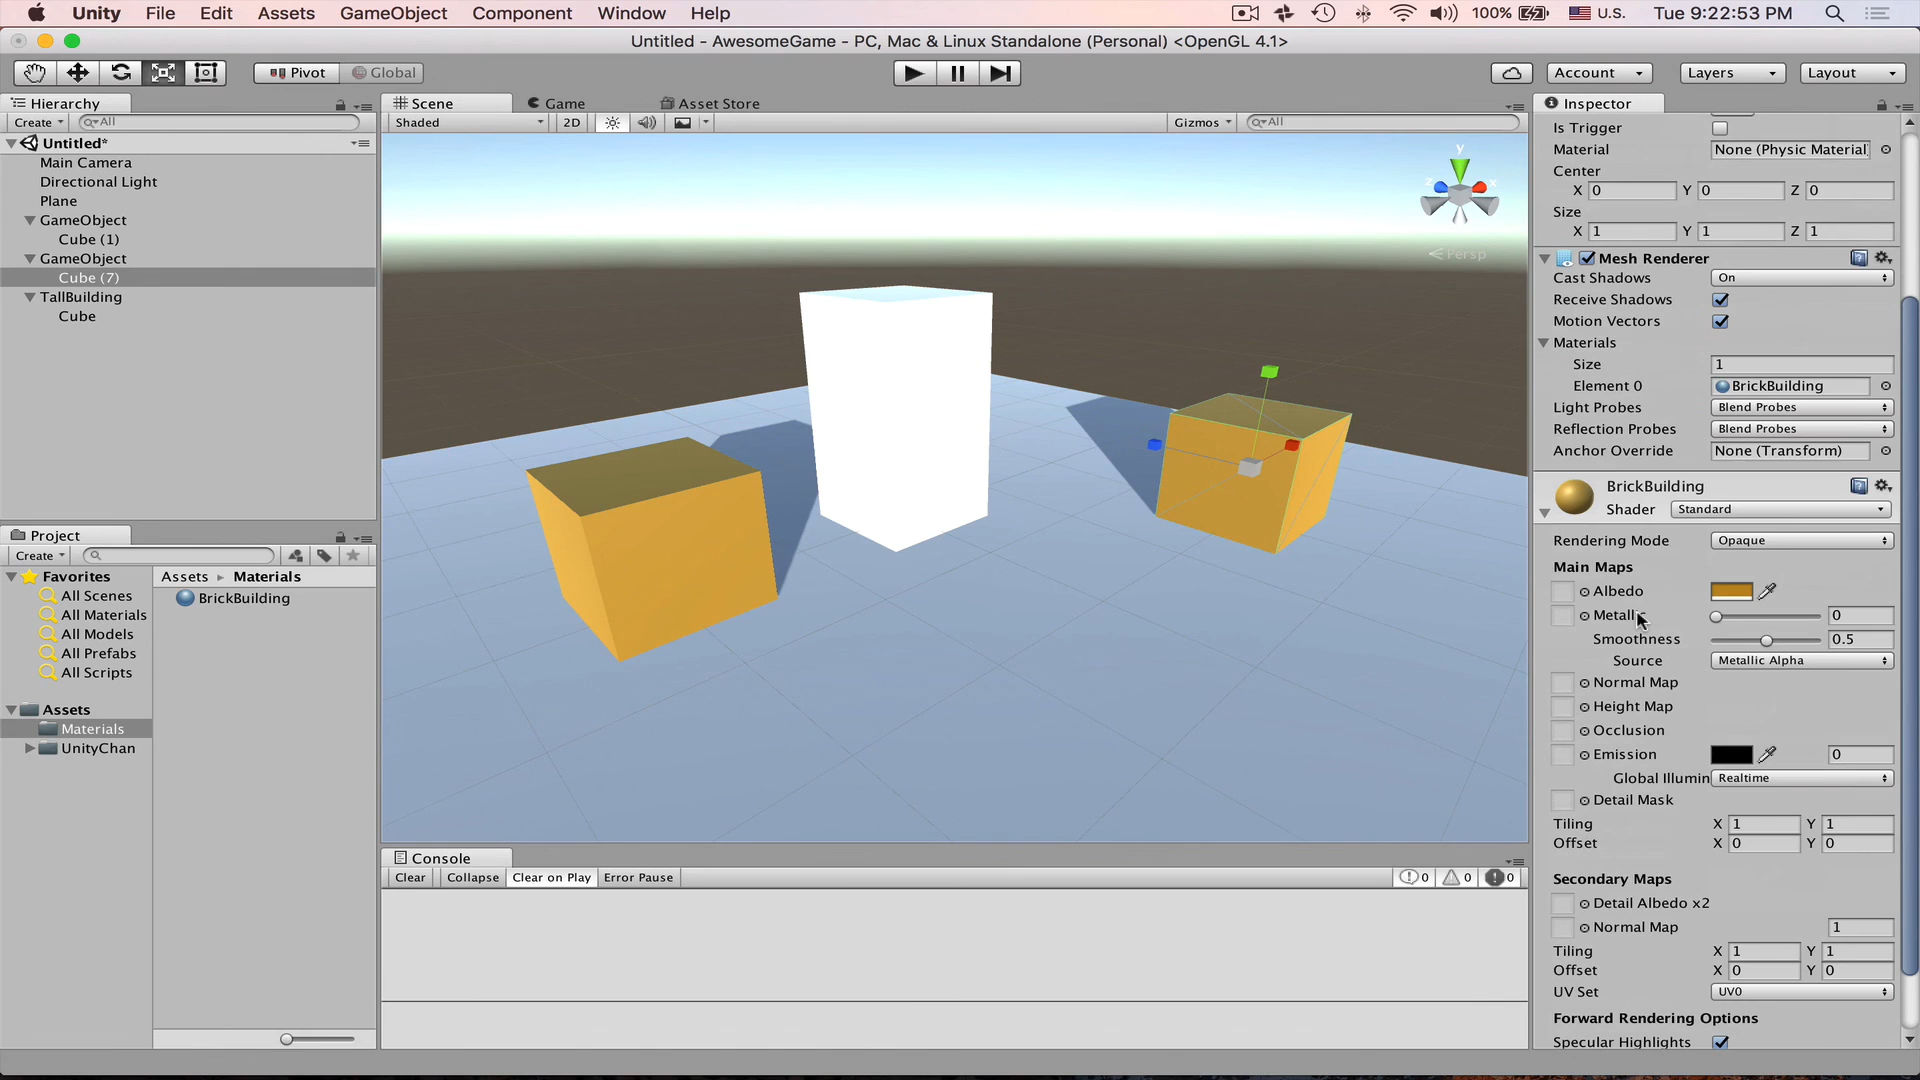 Unity File Edit Assets GameObject Component Window Help 100% U.S. Tue 9:22:53 PM
Untitled - AwesomeGame - PC, Mac & Linux Standalone (Personal) <OpenGL 4.1>
Pivot Global Account Layers Layout
Hierarchy
Create All
Untitled*
Main Camera
Directional Light
Plane
GameObject
Cube (1)
GameObject
Cube (7)
TallBuilding
Cube
Project
Create
Favorites
All Scenes
All Materials
All Models
All Prefabs
All Scripts
Assets
Materials
UnityChan
Assets ▸ Materials
BrickBuilding
Scene Game Asset Store
Shaded 2D Gizmos All
y
z x
Persp
Console
Clear Collapse Clear on Play Error Pause 0 0 0
Inspector
Is Trigger
Material None (Physic Material)
Center
X 0 Y 0 Z 0
Size
X 1 Y 1 Z 1
Mesh Renderer
Cast Shadows On
Receive Shadows
Motion Vectors
Materials
Size 1
Element 0 BrickBuilding
Light Probes Blend Probes
Reflection Probes Blend Probes
Anchor Override None (Transform)
BrickBuilding
Shader Standard
Rendering Mode Opaque
Main Maps
Albedo
Metallic 0
Smoothness 0.5
Source Metallic Alpha
Normal Map
Height Map
Occlusion
Emission 0
Global Illumin Realtime
Detail Mask
Tiling X 1 Y 1
Offset X 0 Y 0
Secondary Maps
Detail Albedo x2
Normal Map 1
Tiling X 1 Y 1
Offset X 0 Y 0
UV Set UV0
Forward Rendering Options
Specular Highlights